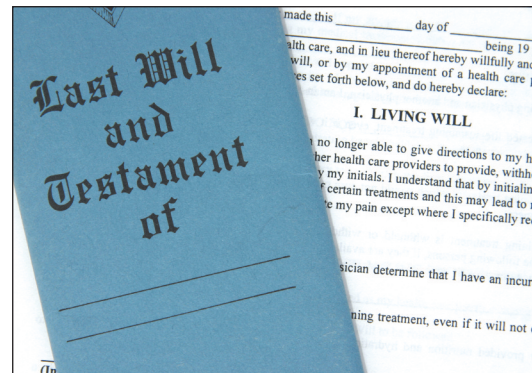 Last Will
and
Testament
of
made this ____________ day of
being 19
alth care, and in lieu thereof hereby willfully and
will, or by my appointment of a health care p
res set forth below, and do hereby declare:
I. LIVING WILL
no longer able to give directions to my h
her health care providers to provide, withh
y my initials. I understand that by initialin
f certain treatments and this may lead to
e my pain except where I specifically re
sician determine that I have an incur
ning treatment, even if it will not
(In